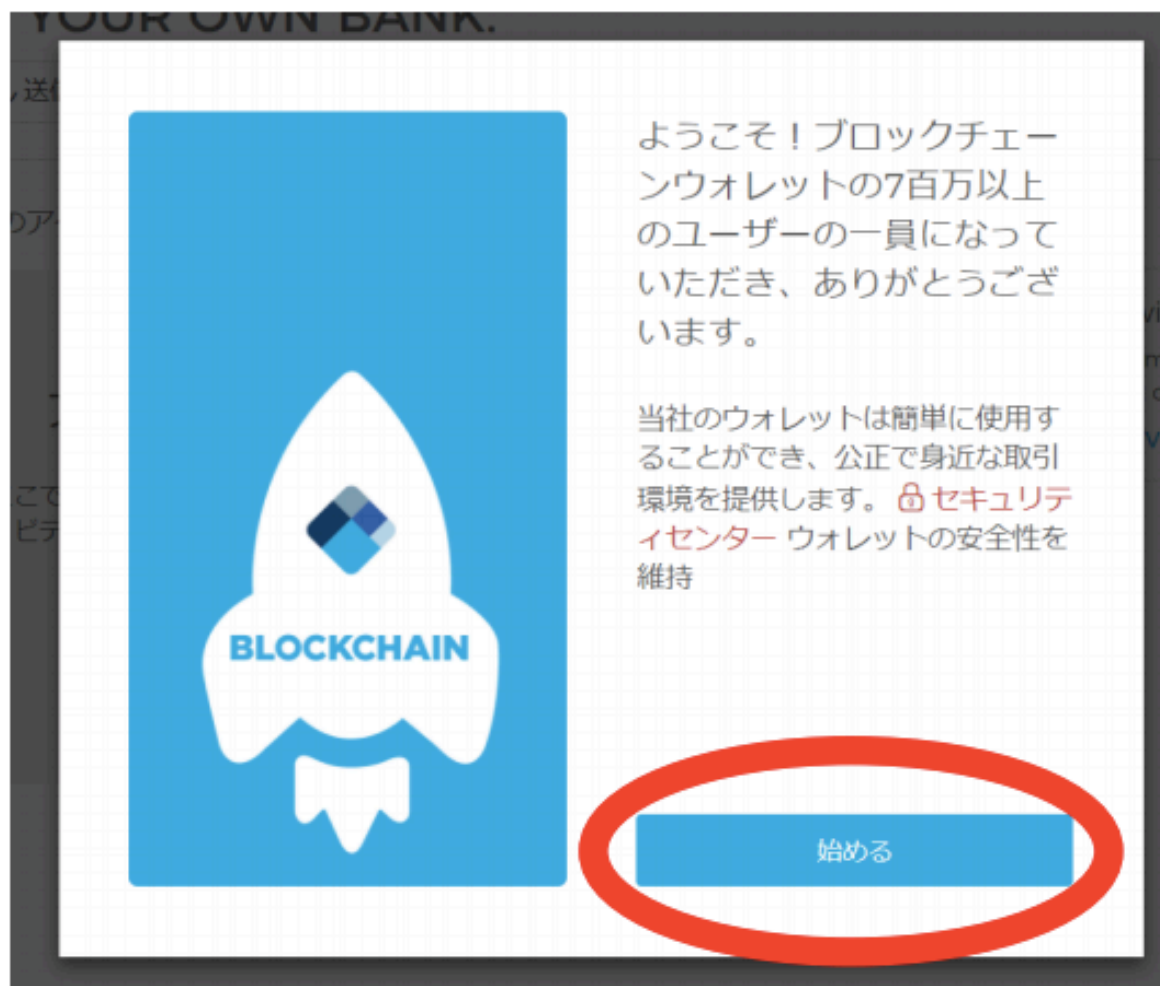 YOUR OWN BANK.
ようこそ！ブロックチェー
ンウォレットの7百万以上
のユーザーの一員になって
いただき、ありがとうござ
います。
当社のウォレットは簡単に使用す
ることができ、公正で身近な取引
環境を提供します。 セキュリテ
ィセンター ウォレットの安全性を
維持
BLOCKCHAIN
始める